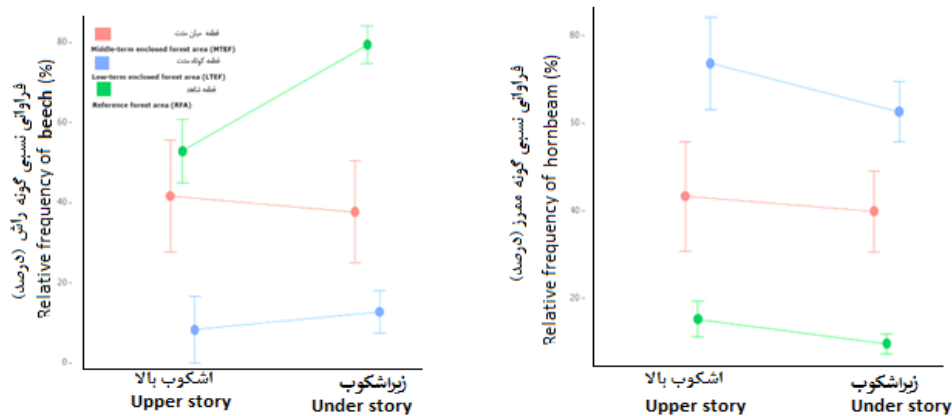 فراوانی نسبی گونه راش (درصد)
Relative frequency of beech (%)
80
60
40
20
0
قطعه میان مدت
Middle-term enclosed forest area (MTEF)
قطعه کوتاه مدت
Low-term enclosed forest area (LTEF)
قطعه شاهد
Reference forest area (RFA)
اشکوب بالا
Upper story
زیراشکوب
Under story
فراوانی نسبی گونه ممرز (درصد)
Relative frequency of hornbeam (%)
80
60
40
20
اشکوب بالا
Upper story
زیراشکوب
Under story